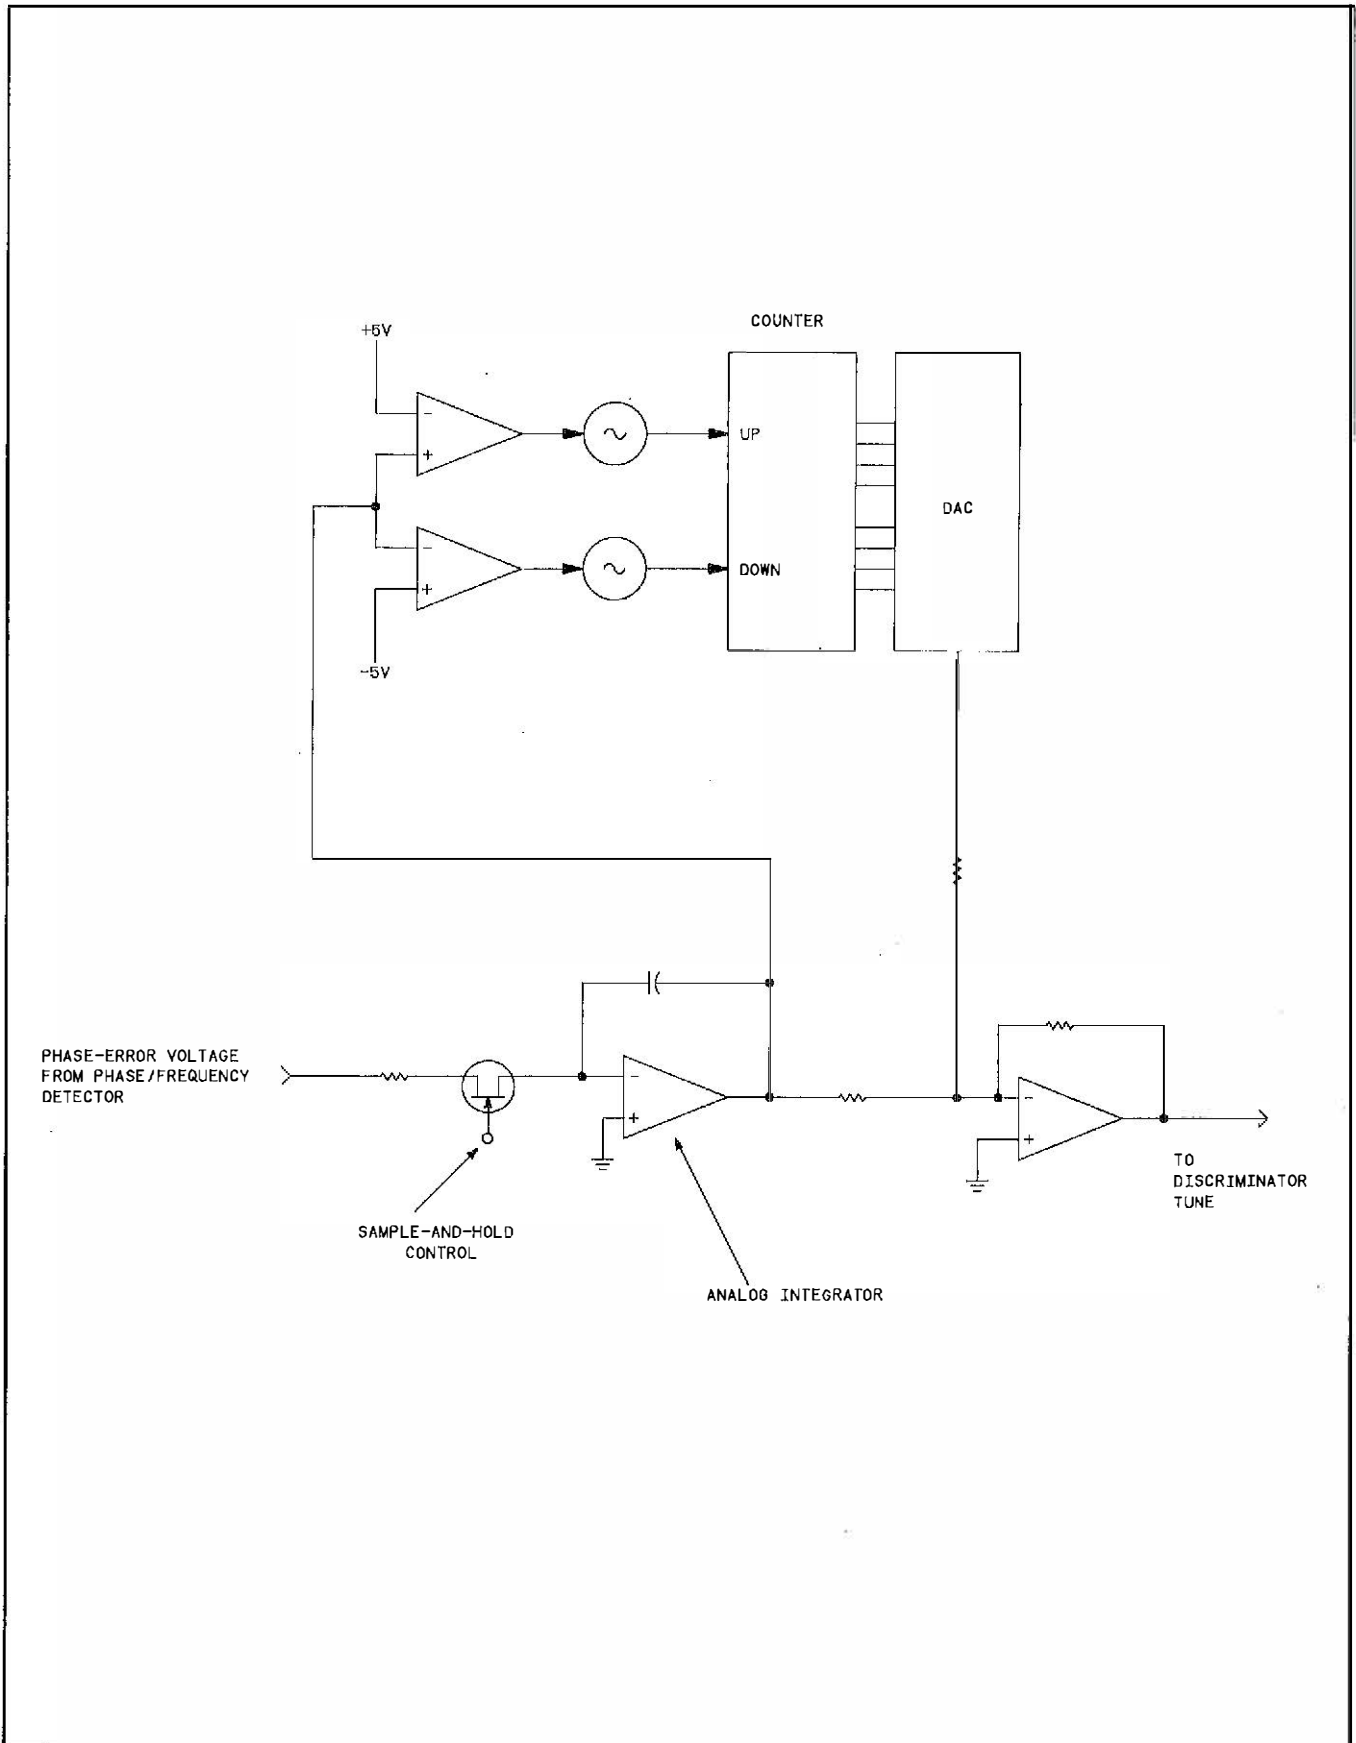 COUNTER
+5V
-
+
UP
DAC
-
+
DOWN
-5V
PHASE-ERROR VOLTAGE
FROM PHASE/FREQUENCY
DETECTOR
-
+
-
+
TO
DISCRIMINATOR
TUNE
SAMPLE-AND-HOLD
CONTROL
ANALOG INTEGRATOR